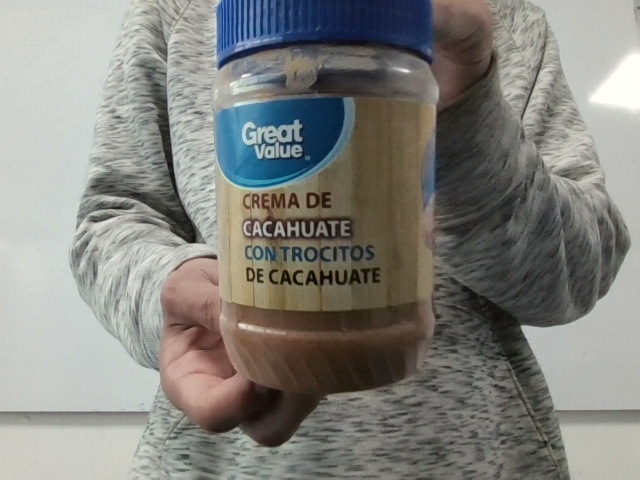 Great
Value
CREMA DE
CACAHUATE
CON TROCITOS
DE CACAHUATE